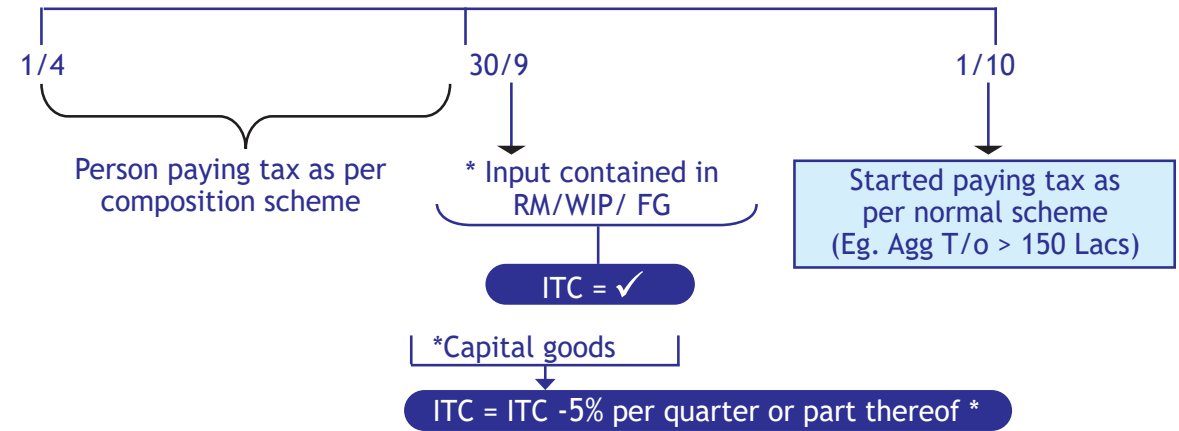 1/4
30/9
1/10
Person paying tax as per
composition scheme
* Input contained in
RM/WIP/ FG
Started paying tax as
per normal scheme
(Eg. Agg T/o > 150 Lacs)
ITC = ✓
*Capital goods
ITC = ITC -5% per quarter or part thereof *